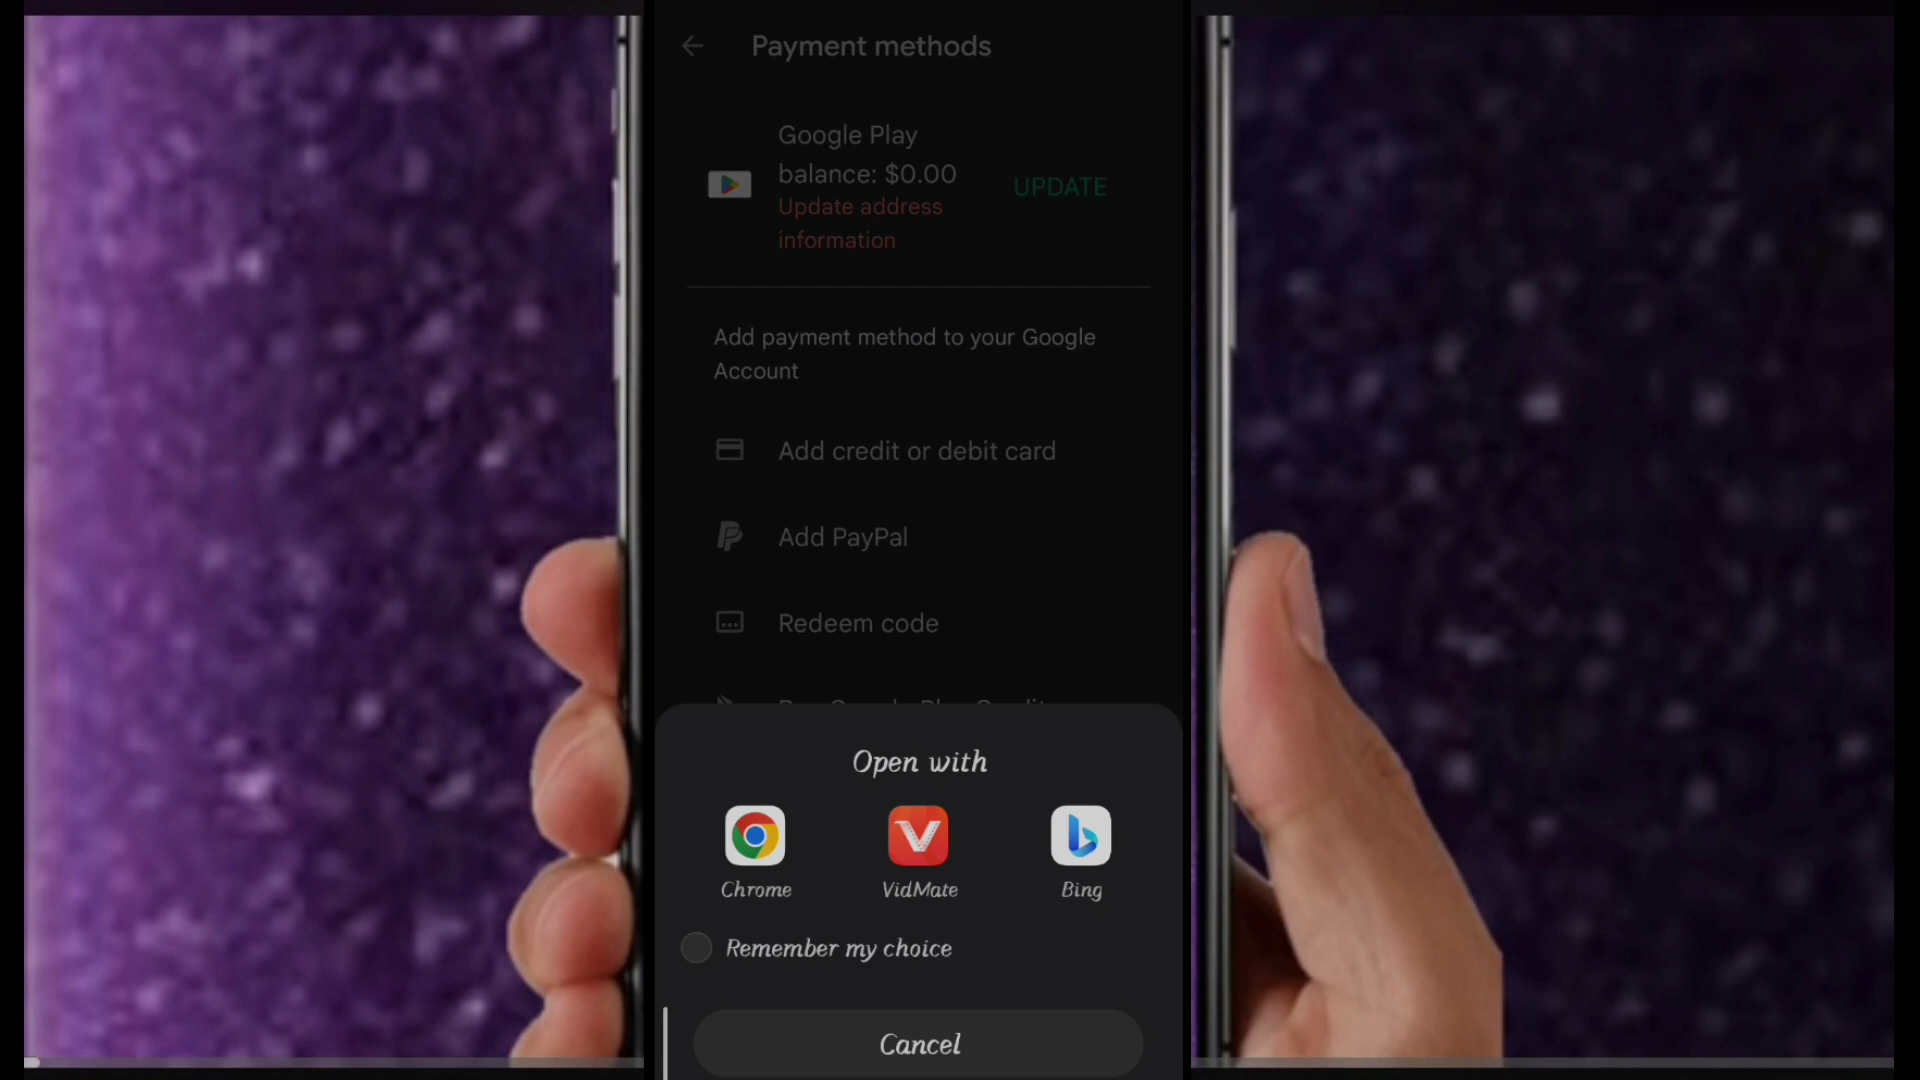 Payment methods
Google Play
balance: $0.00
UPDATE
Update address
information
Add payment method to your Google
Account
Add credit or debit card
Add PayPal
Redeem code
Open with
Chrome
VidMate
Bing
Remember my choice
Cancel